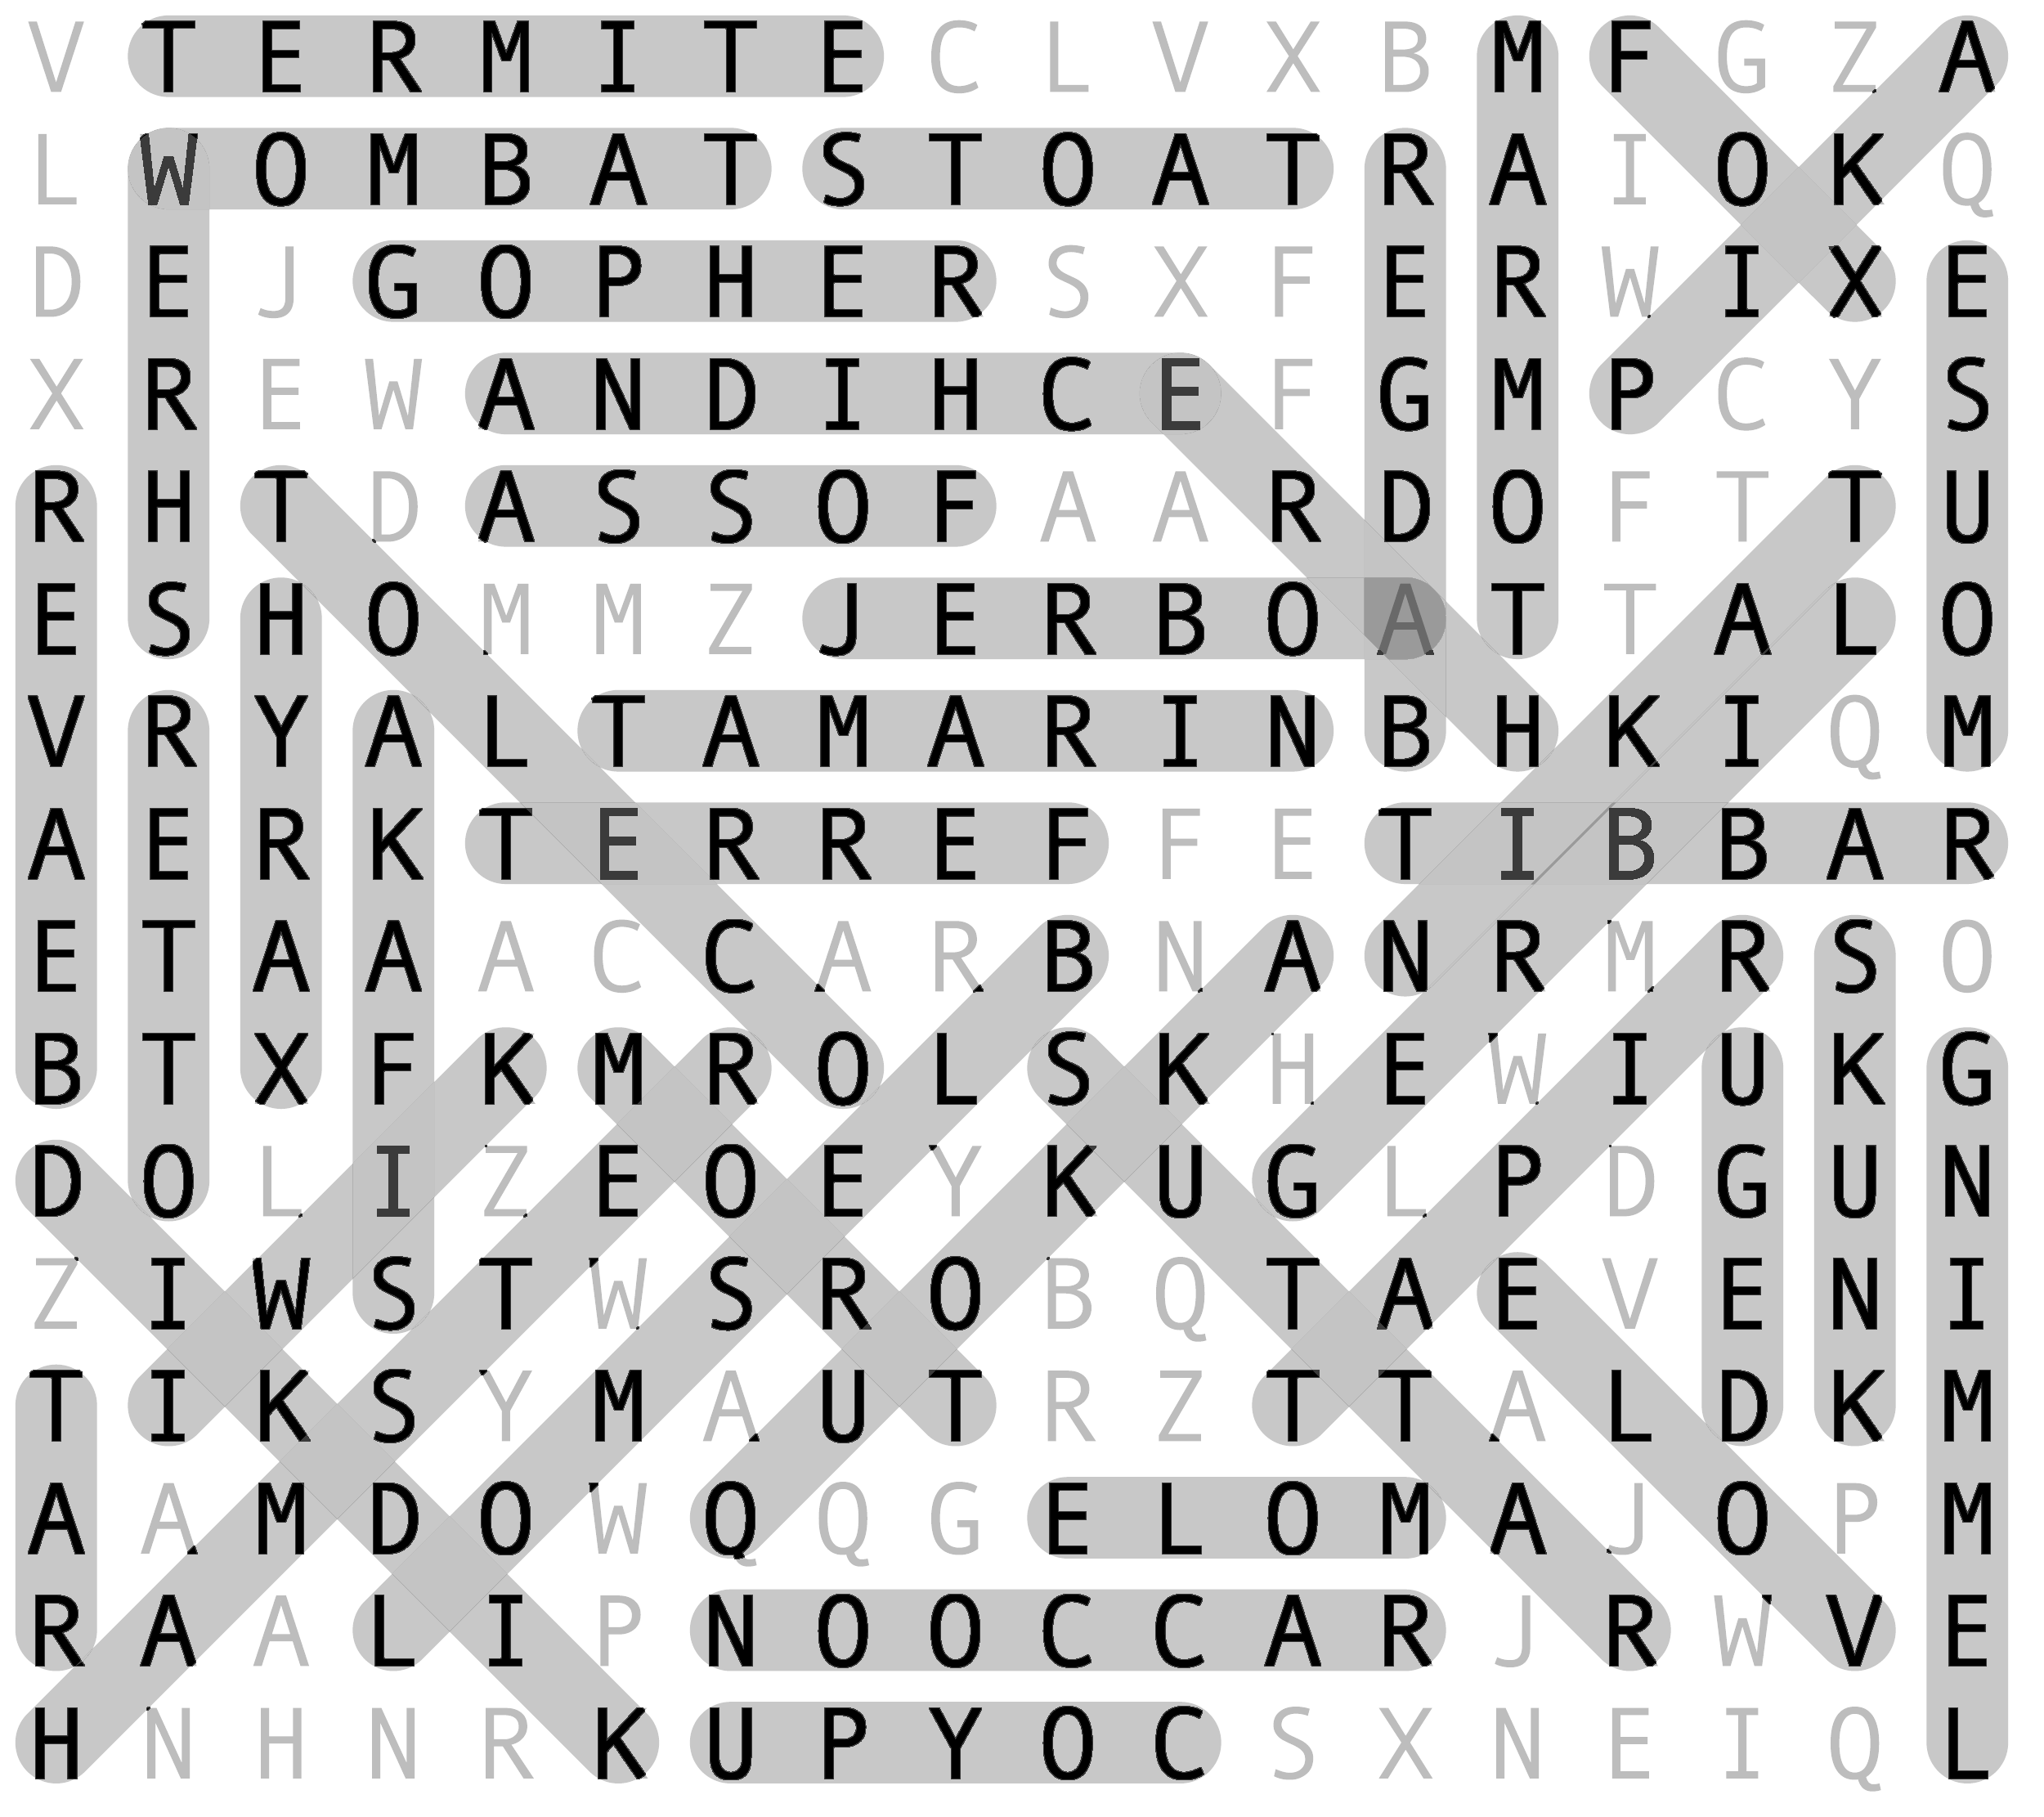 V T E R M I T E C L V X B M F G Z A
L W O M B A T S T O A T R A I O K Q
D E J G O P H E R S X F E R W I X E
X R E W A N D I H C E F G M P C Y S
R H T D A S S O F A A R D O F T T U
E S H O M M Z J E R B O A T T A L O
V R Y A L T A M A R I N B H K I Q M
A E R K T E R R E F F E T I B B A R
E T A A A C C A R B N A N R M R S O
B T X F K M R O L S K H E W I U K G
D O L I Z E O E Y K U G L P D G U N
Z I W S T W S R O B Q T A E V E N I
T I K S Y M A U T R Z T T A L D K M
A A M D O W Q Q G E L O M A J O P M
R A A L I P N O O C C A R J R W V E
H N H N R K U P Y O C S X N E I Q L